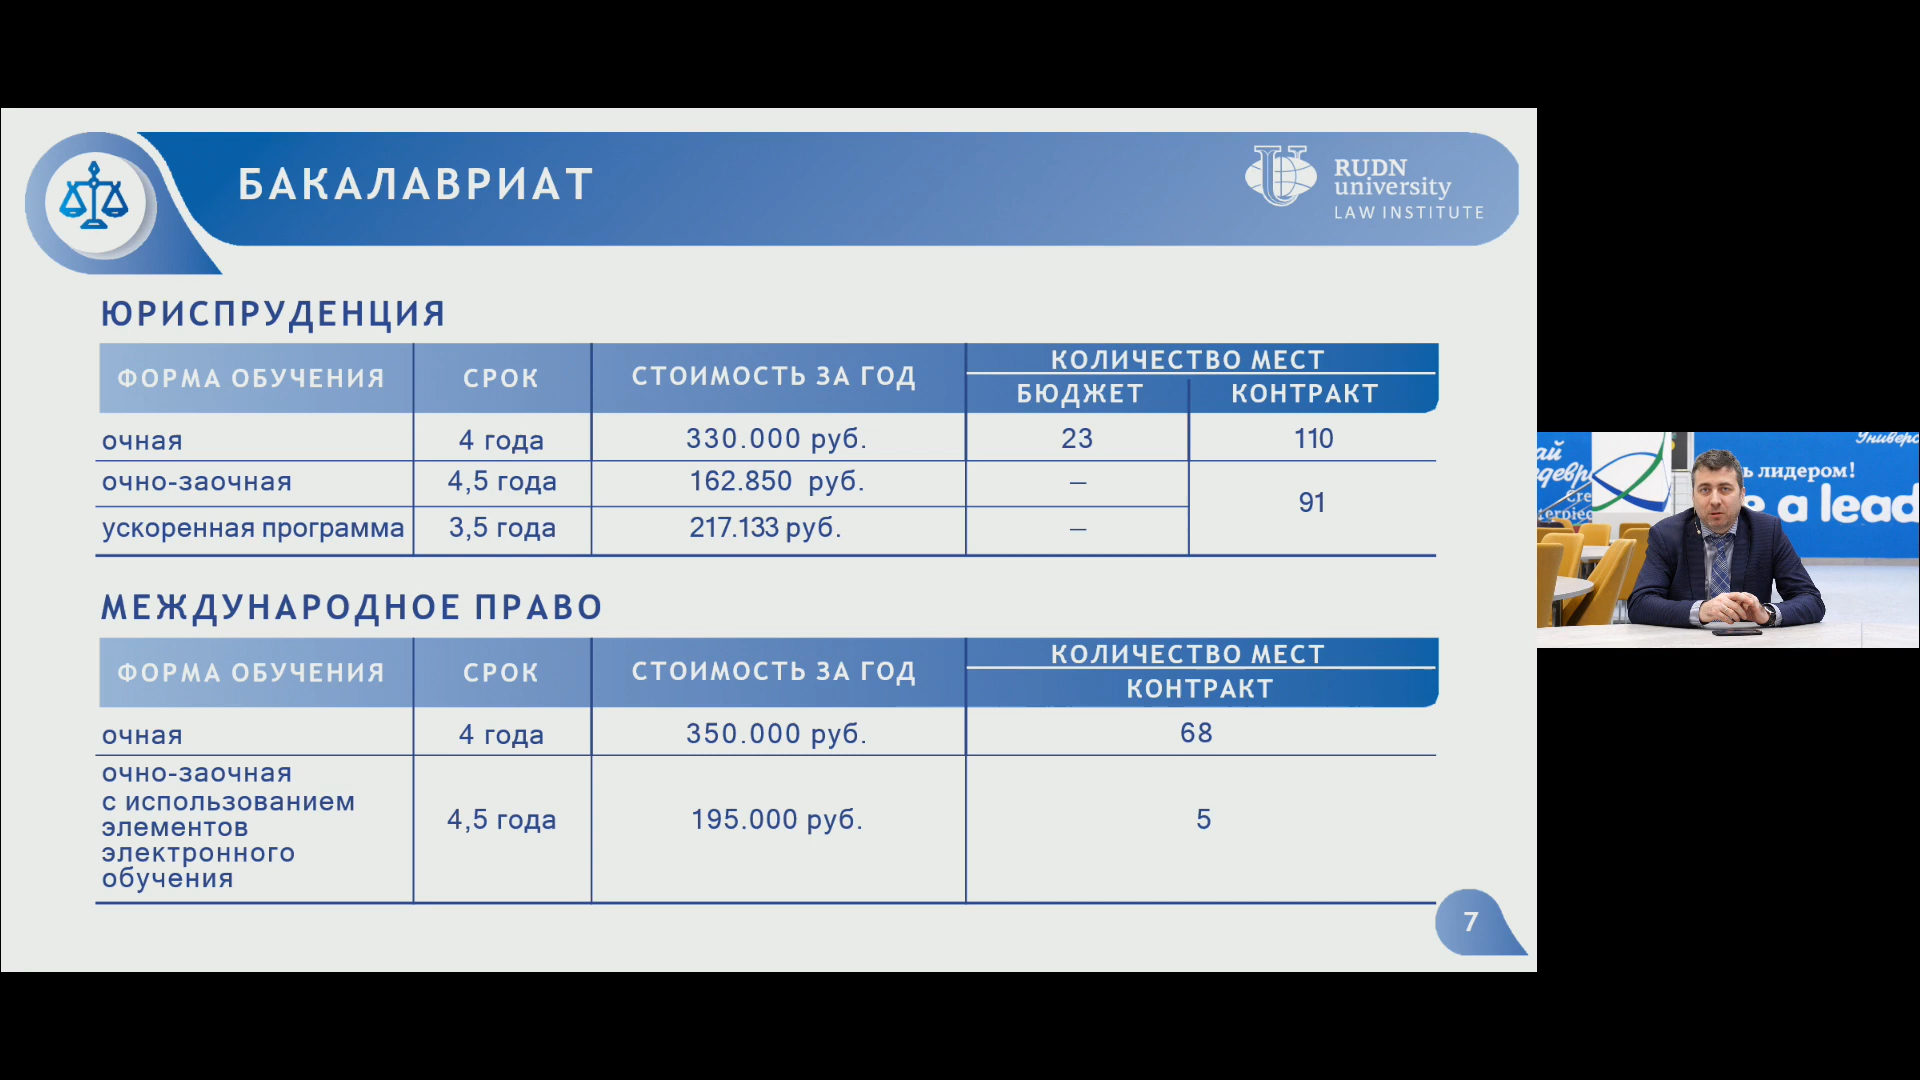 БАКАЛАВРИАТ
RUDN
university
LAW INSTITUTE
ЮРИСПРУДЕНЦИЯ
ФОРМА ОБУЧЕНИЯ СРОК СТОИМОСТЬ ЗА ГОД КОЛИЧЕСТВО МЕСТ
БЮДЖЕТ КОНТРАКТ
очная 4 года 330.000 руб. 23 110
очно-заочная 4,5 года 162.850 руб. –
91
ускоренная программа 3,5 года 217.133 руб. –
МЕЖДУНАРОДНОЕ ПРАВО
ФОРМА ОБУЧЕНИЯ СРОК СТОИМОСТЬ ЗА ГОД КОЛИЧЕСТВО МЕСТ
КОНТРАКТ
очная 4 года 350.000 руб. 68
очно-заочная
с использованием
элементов
электронного
обучения
4,5 года 195.000 руб. 5
7
лидером!
a lead